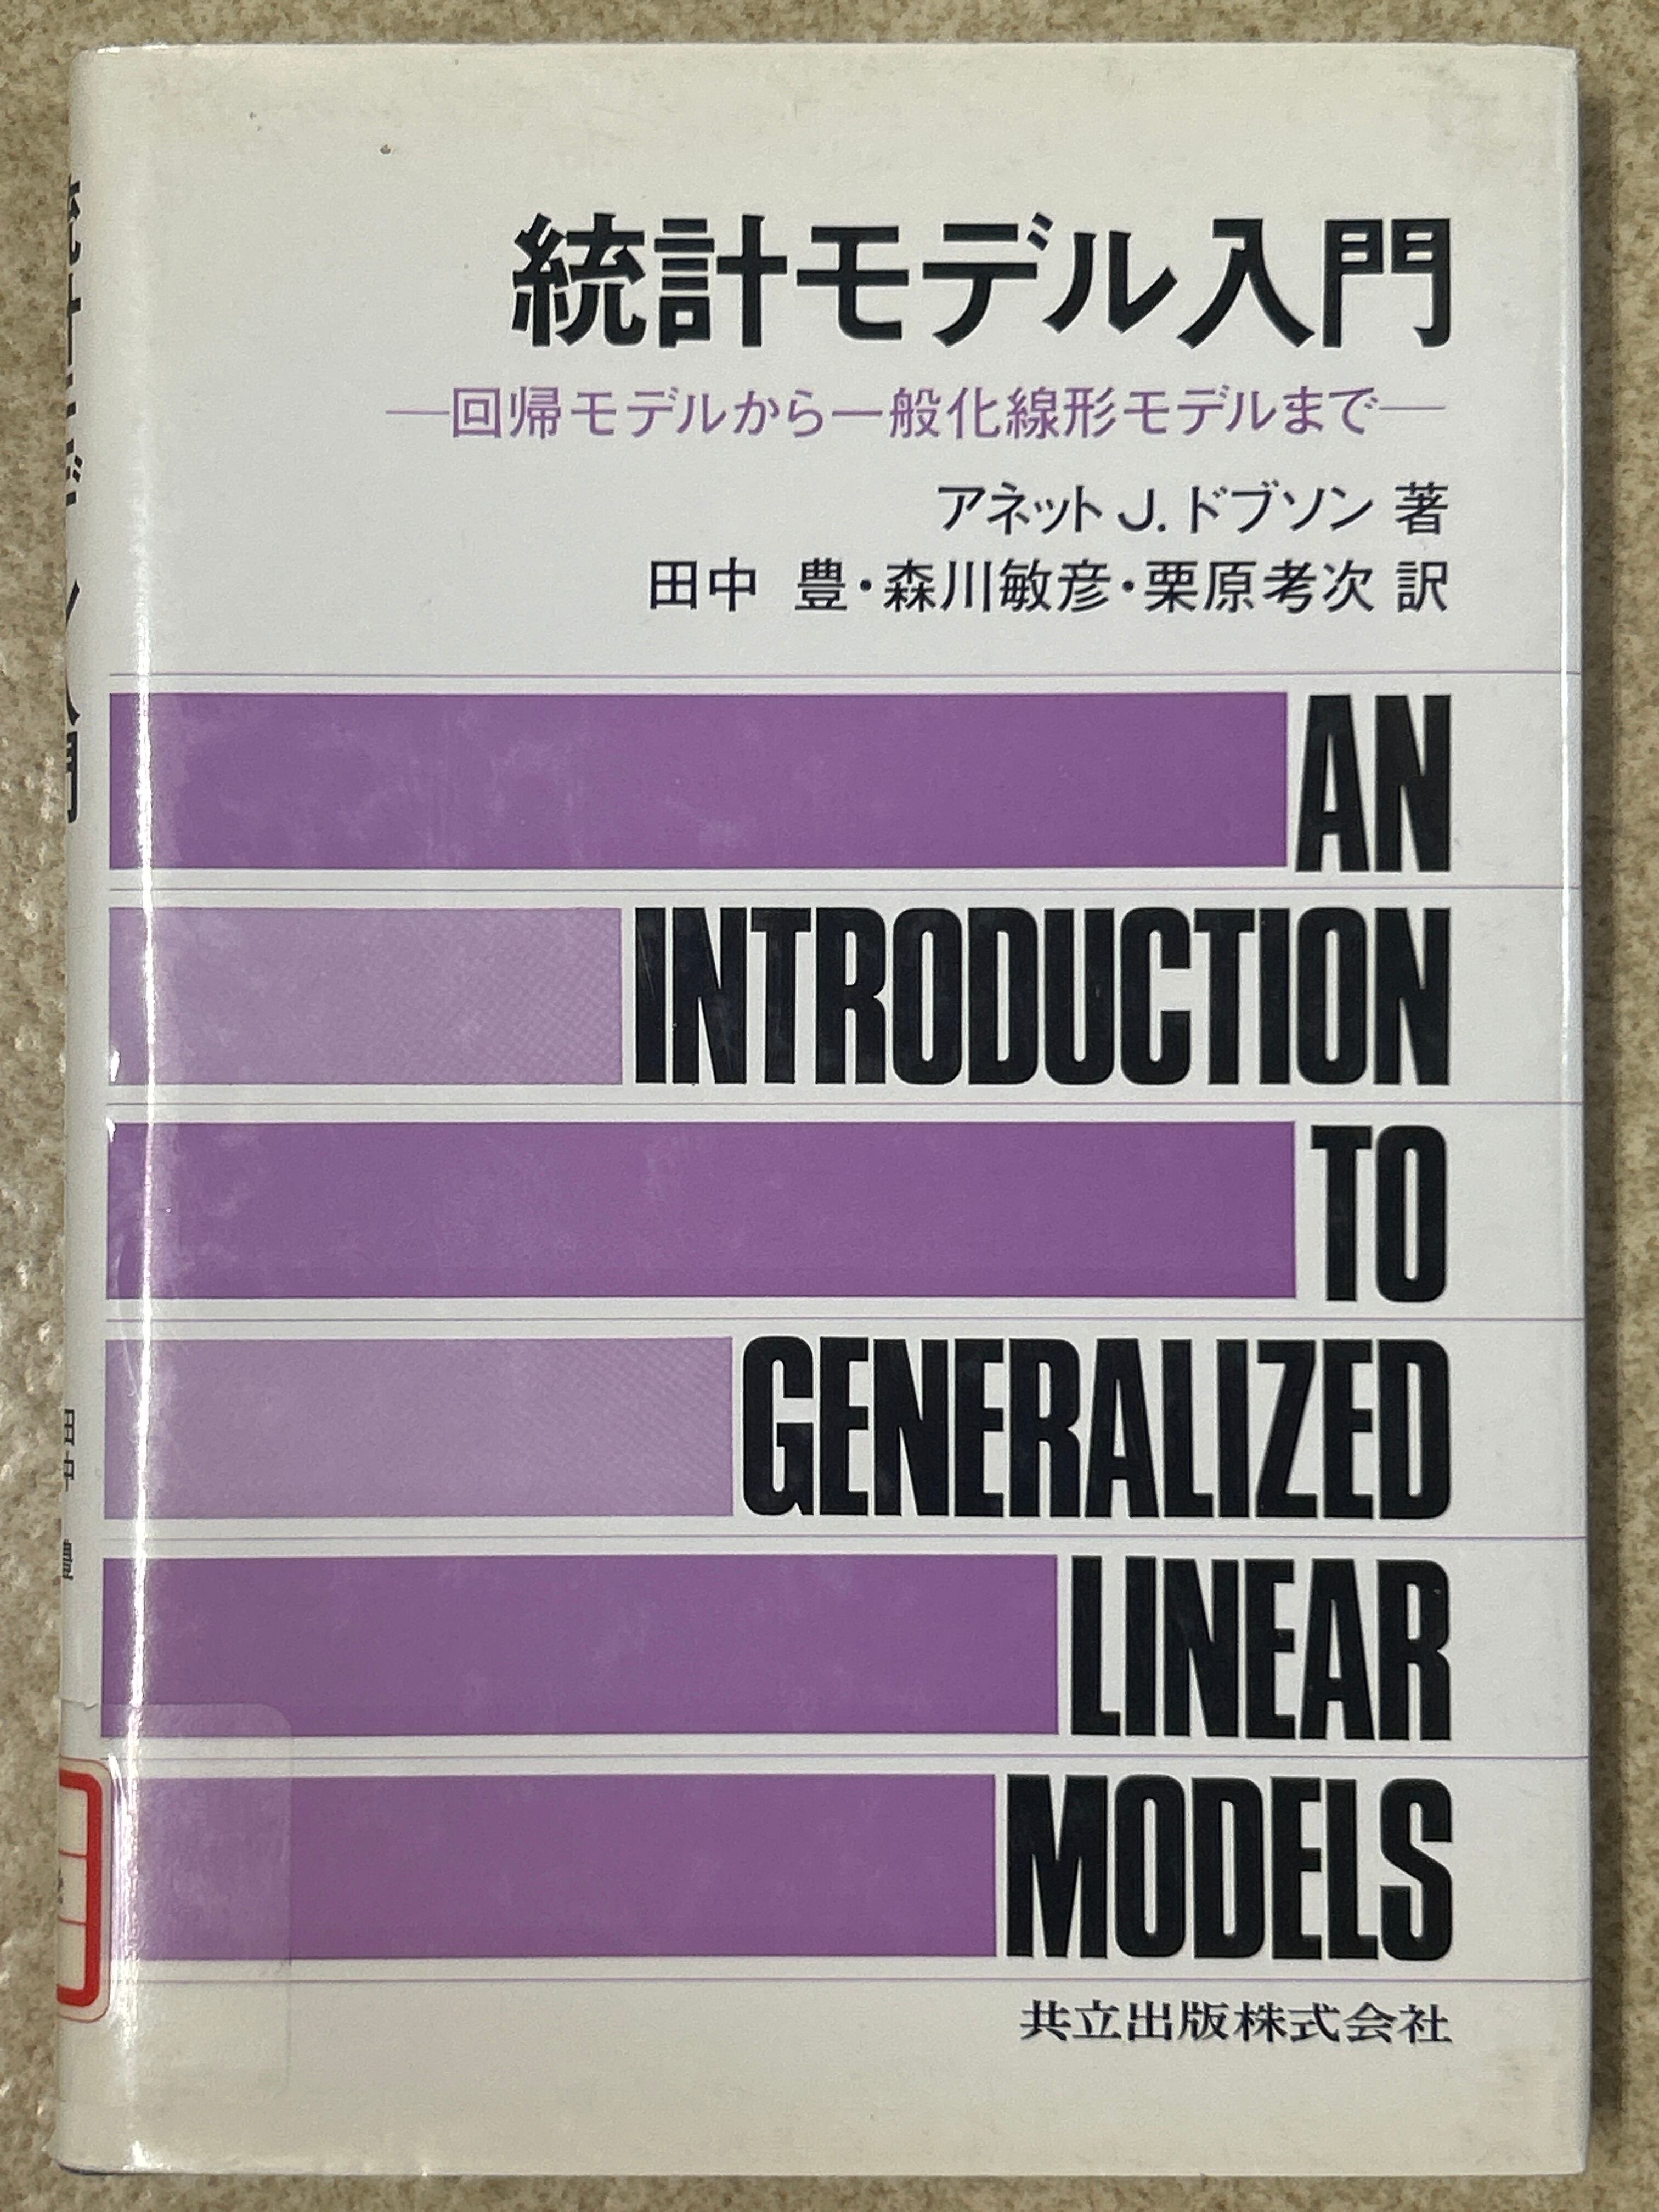 統計モデル入門
―回帰モデルから一般化線形モデルまで―
アネット J. ドブソン 著
田中 豊・森川敏彦・栗原考次 訳
AN
INTRODUCTION
TO
GENERALIZED
LINEAR
MODELS
共立出版株式会社
田中 豊